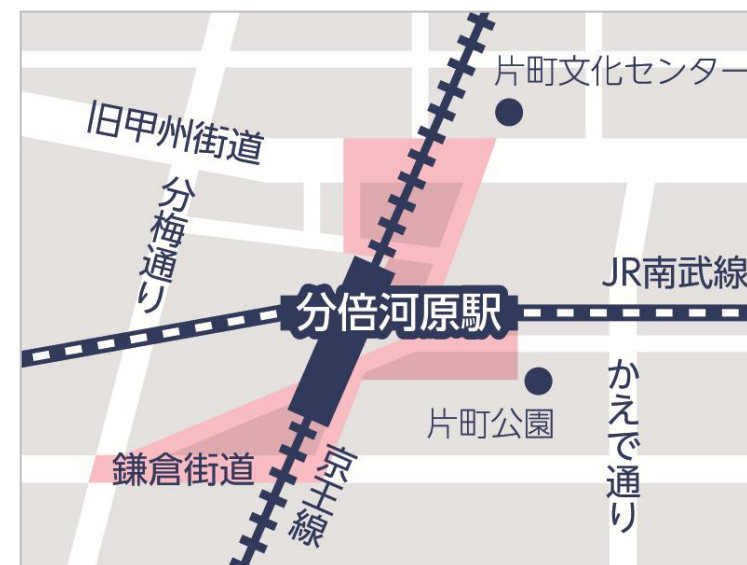 片町文化センター
旧甲州街道
分梅通り
JR南武線
分倍河原駅
片町公園
かえで通り
鎌倉街道
京王線